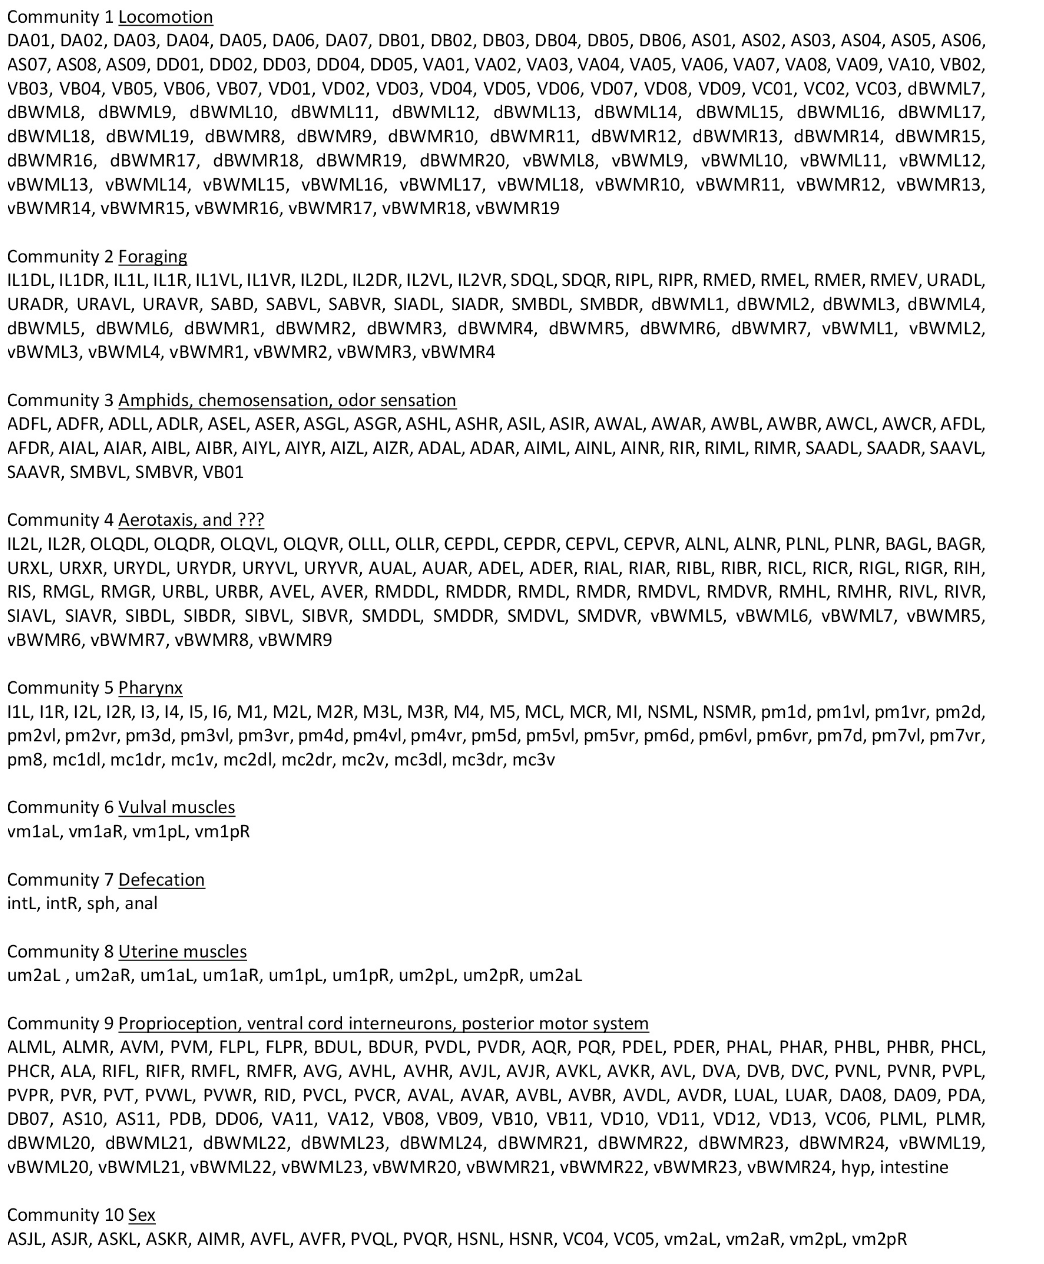 Community 1 Locomotion
DA01, DA02, DA03, DA04, DA05, DA06, DA07, DB01, DB02, DB03, DB04, DB05, DB06, AS01, AS02, AS03, AS04, AS05, AS06,
AS07, AS08, AS09, DD01, DD02, DD03, DD04, DD05, VA01, VA02, VA03, VA04, VA05, VA06, VA07, VA08, VA09, VA10, VB02,
VB03, VB04, VB05, VB06, VB07, VD01, VD02, VD03, VD04, VD05, VD06, VD07, VD08, VD09, VC01, VC02, VC03, dBWML7,
dBWML8, dBWML9, dBWML10, dBWML11, dBWML12, dBWML13, dBWML14, dBWML15, dBWML16, dBWML17,
dBWML18, dBWML19, dBWMR8, dBWMR9, dBWMR10, dBWMR11, dBWMR12, dBWMR13, dBWMR14, dBWMR15,
dBWMR16, dBWMR17, dBWMR18, dBWMR19, dBWMR20, vBWML8, vBWML9, vBWML10, vBWML11, vBWML12,
vBWML13, vBWML14, vBWML15, vBWML16, vBWML17, vBWML18, vBWMR10, vBWMR11, vBWMR12, vBWMR13,
vBWMR14, vBWMR15, vBWMR16, vBWMR17, vBWMR18, vBWMR19
Community 2 Foraging
IL1DL, IL1DR, IL1L, IL1R, IL1VL, IL1VR, IL2DL, IL2DR, IL2VL, IL2VR, SDQL, SDQR, RIPL, RIPR, RMED, RMEL, RMER, RMEV, URADL,
URADR, URAVL, URAVR, SABD, SABVL, SABVR, SIADL, SIADR, SMBDL, SMBDR, dBWML1, dBWML2, dBWML3, dBWML4,
dBWML5, dBWML6, dBWMR1, dBWMR2, dBWMR3, dBWMR4, dBWMR5, dBWMR6, dBWMR7, vBWML1, vBWML2,
vBWML3, vBWML4, vBWMR1, vBWMR2, vBWMR3, vBWMR4
Community 3 Amphids, chemosensation, odor sensation
ADFL, ADFR, ADLL, ADLR, ASEL, ASER, ASGL, ASGR, ASHL, ASHR, ASIL, ASIR, AWAL, AWAR, AWBL, AWBR, AWCL, AWCR, AFDL,
AFDR, AIAL, AIAR, AIBL, AIBR, AIYL, AIYR, AIZL, AIZR, ADAL, ADAR, AIML, AINL, AINR, RIR, RIML, RIMR, SAADL, SAADR, SAAVL,
SAAVR, SMBVL, SMBVR, VB01
Community 4 Aerotaxis, and ???
IL2L, IL2R, OLQDL, OLQDR, OLQVL, OLQVR, OLLL, OLLR, CEPDL, CEPDR, CEPVL, CEPVR, ALNL, ALNR, PLNL, PLNR, BAGL, BAGR,
URXL, URXR, URYDL, URYDR, URYVL, URYVR, AUAL, AUAR, ADEL, ADER, RIAL, RIAR, RIBL, RIBR, RICL, RICR, RIGL, RIGR, RIH,
RIS, RMGL, RMGR, URBL, URBR, AVEL, AVER, RMDDL, RMDDR, RMDL, RMDR, RMDVL, RMDVR, RMHL, RMHR, RIVL, RIVR,
SIAVL, SIAVR, SIBDL, SIBDR, SIBVL, SIBVR, SMDDL, SMDDR, SMDVL, SMDVR, vBWML5, vBWML6, vBWML7, vBWMR5,
vBWMR6, vBWMR7, vBWMR8, vBWMR9
Community 5 Pharynx
I1L, I1R, I2L, I2R, I3, I4, I5, I6, M1, M2L, M2R, M3L, M3R, M4, M5, MCL, MCR, MI, NSML, NSMR, pm1d, pm1vl, pm1vr, pm2d,
pm2vl, pm2vr, pm3d, pm3vl, pm3vr, pm4d, pm4vl, pm4vr, pm5d, pm5vl, pm5vr, pm6d, pm6vl, pm6vr, pm7d, pm7vl, pm7vr,
pm8, mc1dl, mc1dr, mc1v, mc2dl, mc2dr, mc2v, mc3dl, mc3dr, mc3v
Community 6 Vulval muscles
vm1aL, vm1aR, vm1pL, vm1pR
Community 7 Defecation
intL, intR, sph, anal
Community 8 Uterine muscles
um2aL , um2aR, um1aL, um1aR, um1pL, um1pR, um2pL, um2pR, um2aL
Community 9 Proprioception, ventral cord interneurons, posterior motor system
ALML, ALMR, AVM, PVM, FLPL, FLPR, BDUL, BDUR, PVDL, PVDR, AQR, PQR, PDEL, PDER, PHAL, PHAR, PHBL, PHBR, PHCL,
PHCR, ALA, RIFL, RIFR, RMFL, RMFR, AVG, AVHL, AVHR, AVJL, AVJR, AVKL, AVKR, AVL, DVA, DVB, DVC, PVNL, PVNR, PVPL,
PVPR, PVR, PVT, PVWL, PVWR, RID, PVCL, PVCR, AVAL, AVAR, AVBL, AVBR, AVDL, AVDR, LUAL, LUAR, DA08, DA09, PDA,
DB07, AS10, AS11, PDB, DD06, VA11, VA12, VB08, VB09, VB10, VB11, VD10, VD11, VD12, VD13, VC06, PLML, PLMR,
dBWML20, dBWML21, dBWML22, dBWML23, dBWML24, dBWMR21, dBWMR22, dBWMR23, dBWMR24, vBWML19,
vBWML20, vBWML21, vBWML22, vBWML23, vBWMR20, vBWMR21, vBWMR22, vBWMR23, vBWMR24, hyp, intestine
Community 10 Sex
ASJL, ASJR, ASKL, ASKR, AIMR, AVFL, AVFR, PVQL, PVQR, HSNL, HSNR, VC04, VC05, vm2aL, vm2aR, vm2pL, vm2pR